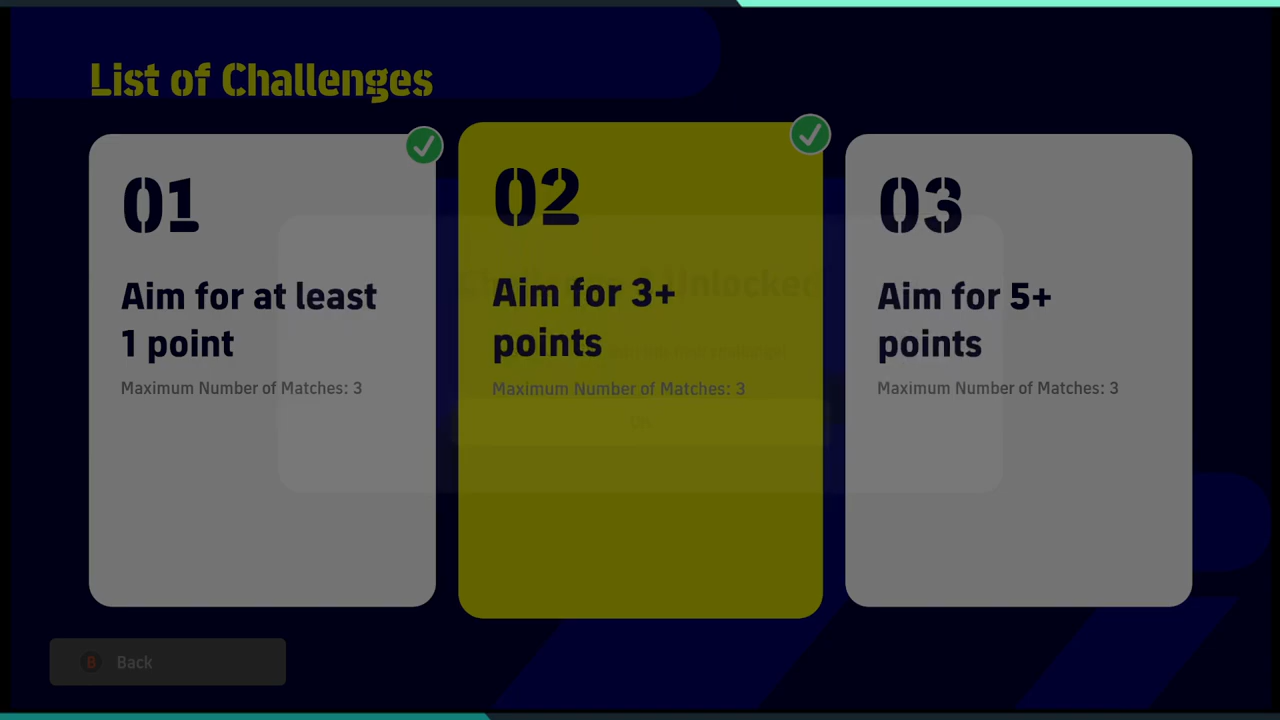 List of Challenges
01
Aim for at least
1 point
Maximum Number of Matches: 3
02
Aim for 3+
points
Maximum Number of Matches: 3
03
Aim for 5+
points
Maximum Number of Matches: 3
Unlocked
B Back